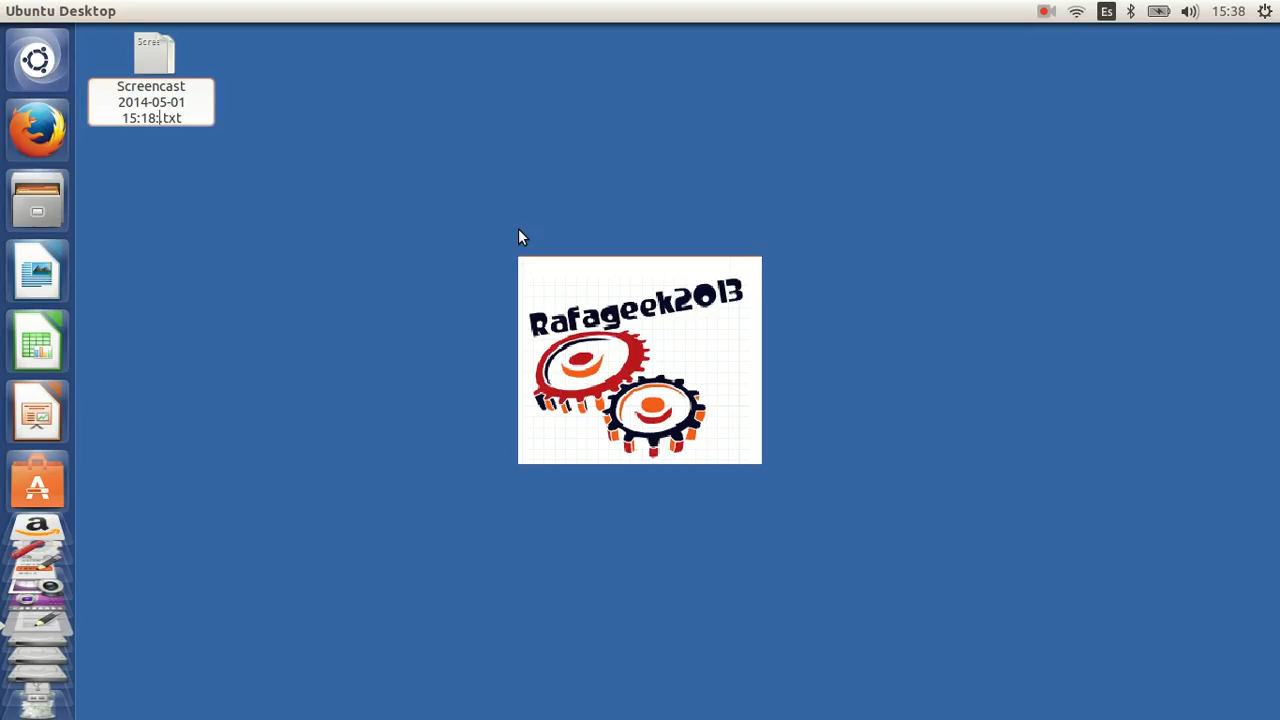 Ubuntu Desktop
Es
15:38
Scree
Screencast
2014-05-01
15:18:.txt
Rafageek2013